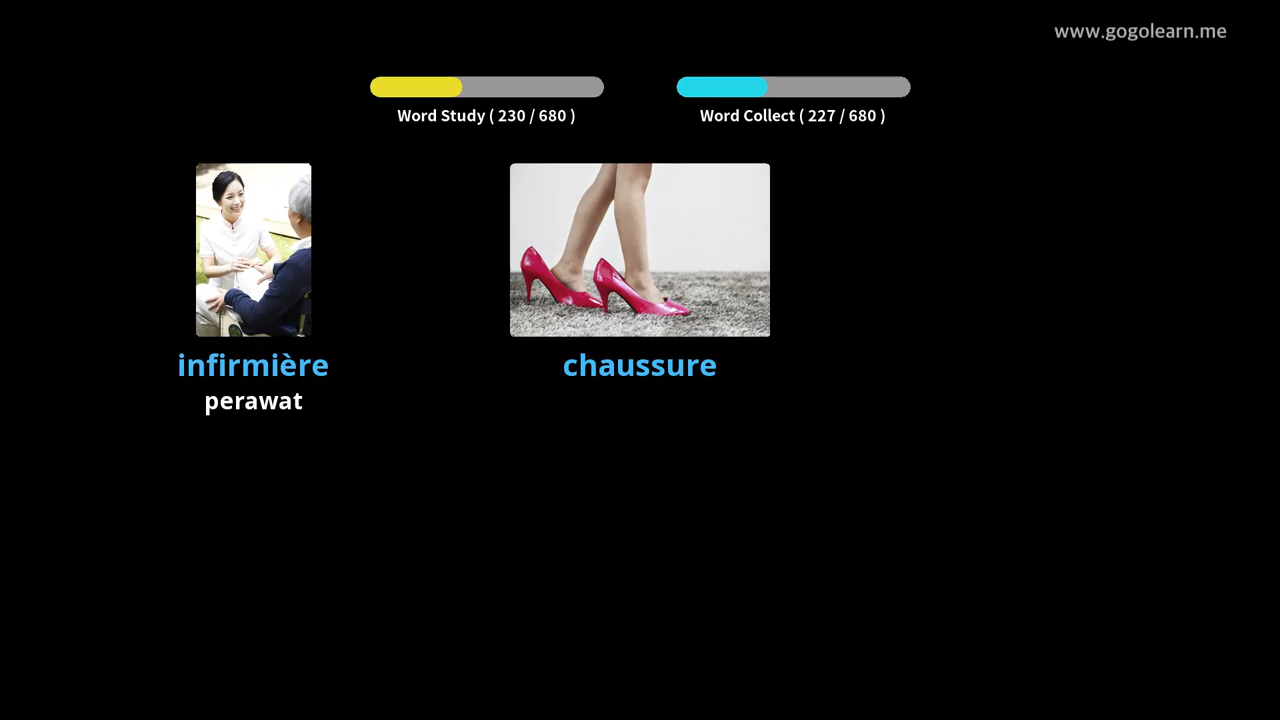 www.gogolearn.me
Word Study ( 230 / 680 )
Word Collect ( 227 / 680 )
infirmière
perawat
chaussure